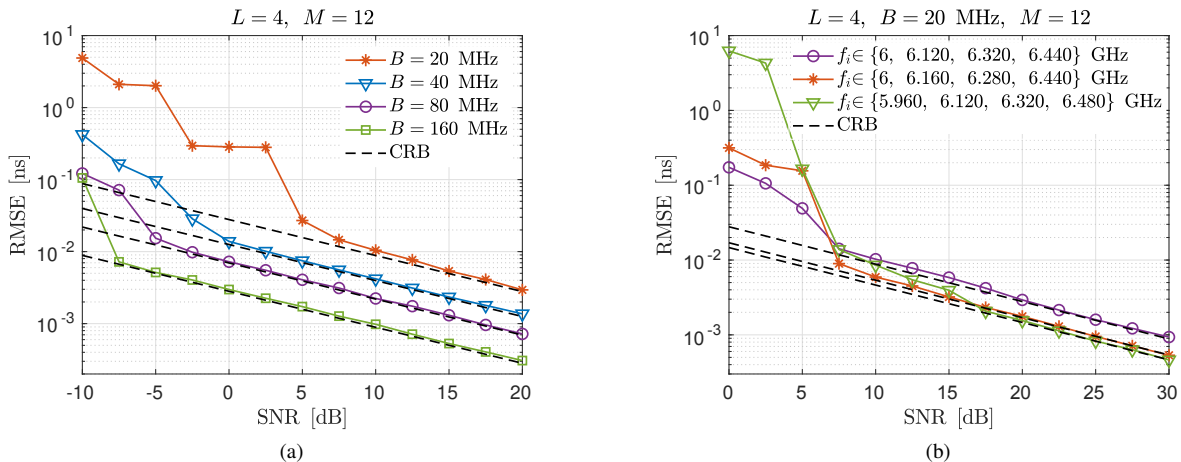 L = 4, M = 12
RMSE [ns]
10^1
10^0
10^-1
10^-2
10^-3
B = 20 MHz
B = 40 MHz
B = 80 MHz
B = 160 MHz
CRB
-10 -5 0 5 10 15 20
SNR [dB]
(a)
L = 4, B = 20 MHz, M = 12
RMSE [ns]
10^1
10^0
10^-1
10^-2
10^-3
f_i∈{6, 6.120, 6.320, 6.440} GHz
f_i∈{6, 6.160, 6.280, 6.440} GHz
f_i∈{5.960, 6.120, 6.320, 6.480} GHz
CRB
0 5 10 15 20 25 30
SNR [dB]
(b)